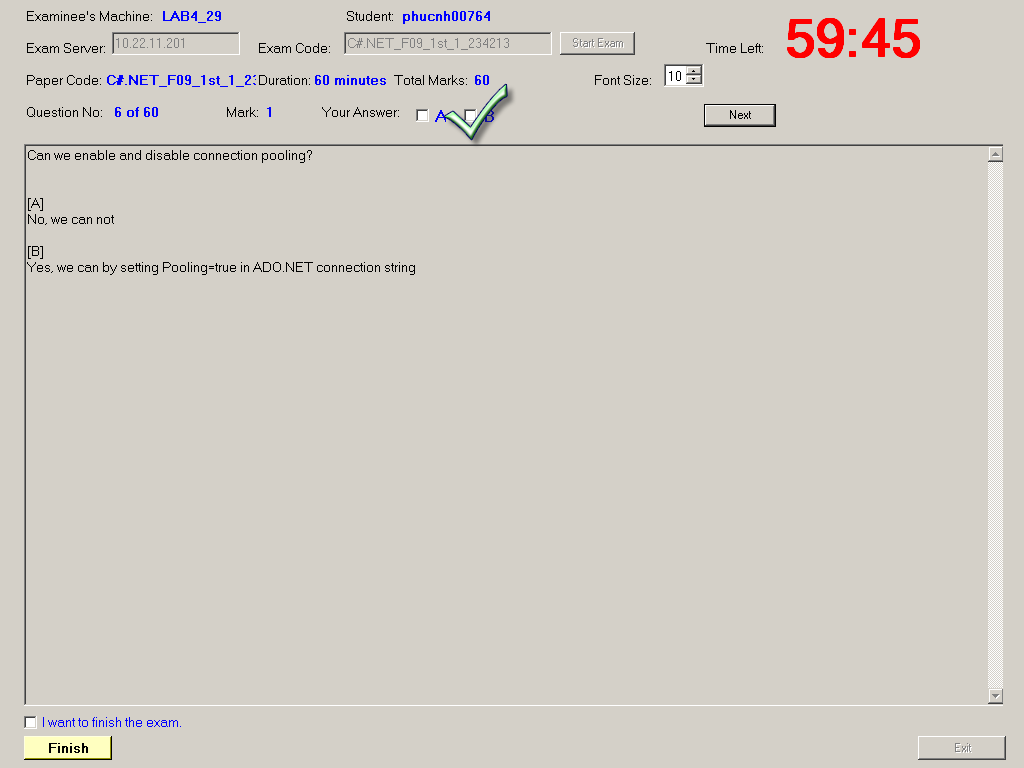 Examinee's Machine: LAB4_29 Student: phucnh00764
Exam Server: 10.22.11.201 Exam Code: C#.NET_F09_1st_1_234213 Start Exam Time Left: 59:45
Paper Code: C#.NET_F09_1st_1_23 Duration: 60 minutes Total Marks: 60 Font Size: 10
Question No: 6 of 60 Mark: 1 Your Answer: A B Next
Can we enable and disable connection pooling?
[A]
No, we can not
[B]
Yes, we can by setting Pooling=true in ADO.NET connection string
I want to finish the exam.
Finish Exit